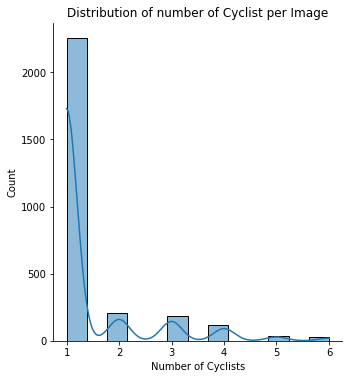 Distribution of number of Cyclist per Image
2000
1500
1000
500
0
Count
1 2 3 4 5 6
Number of Cyclists